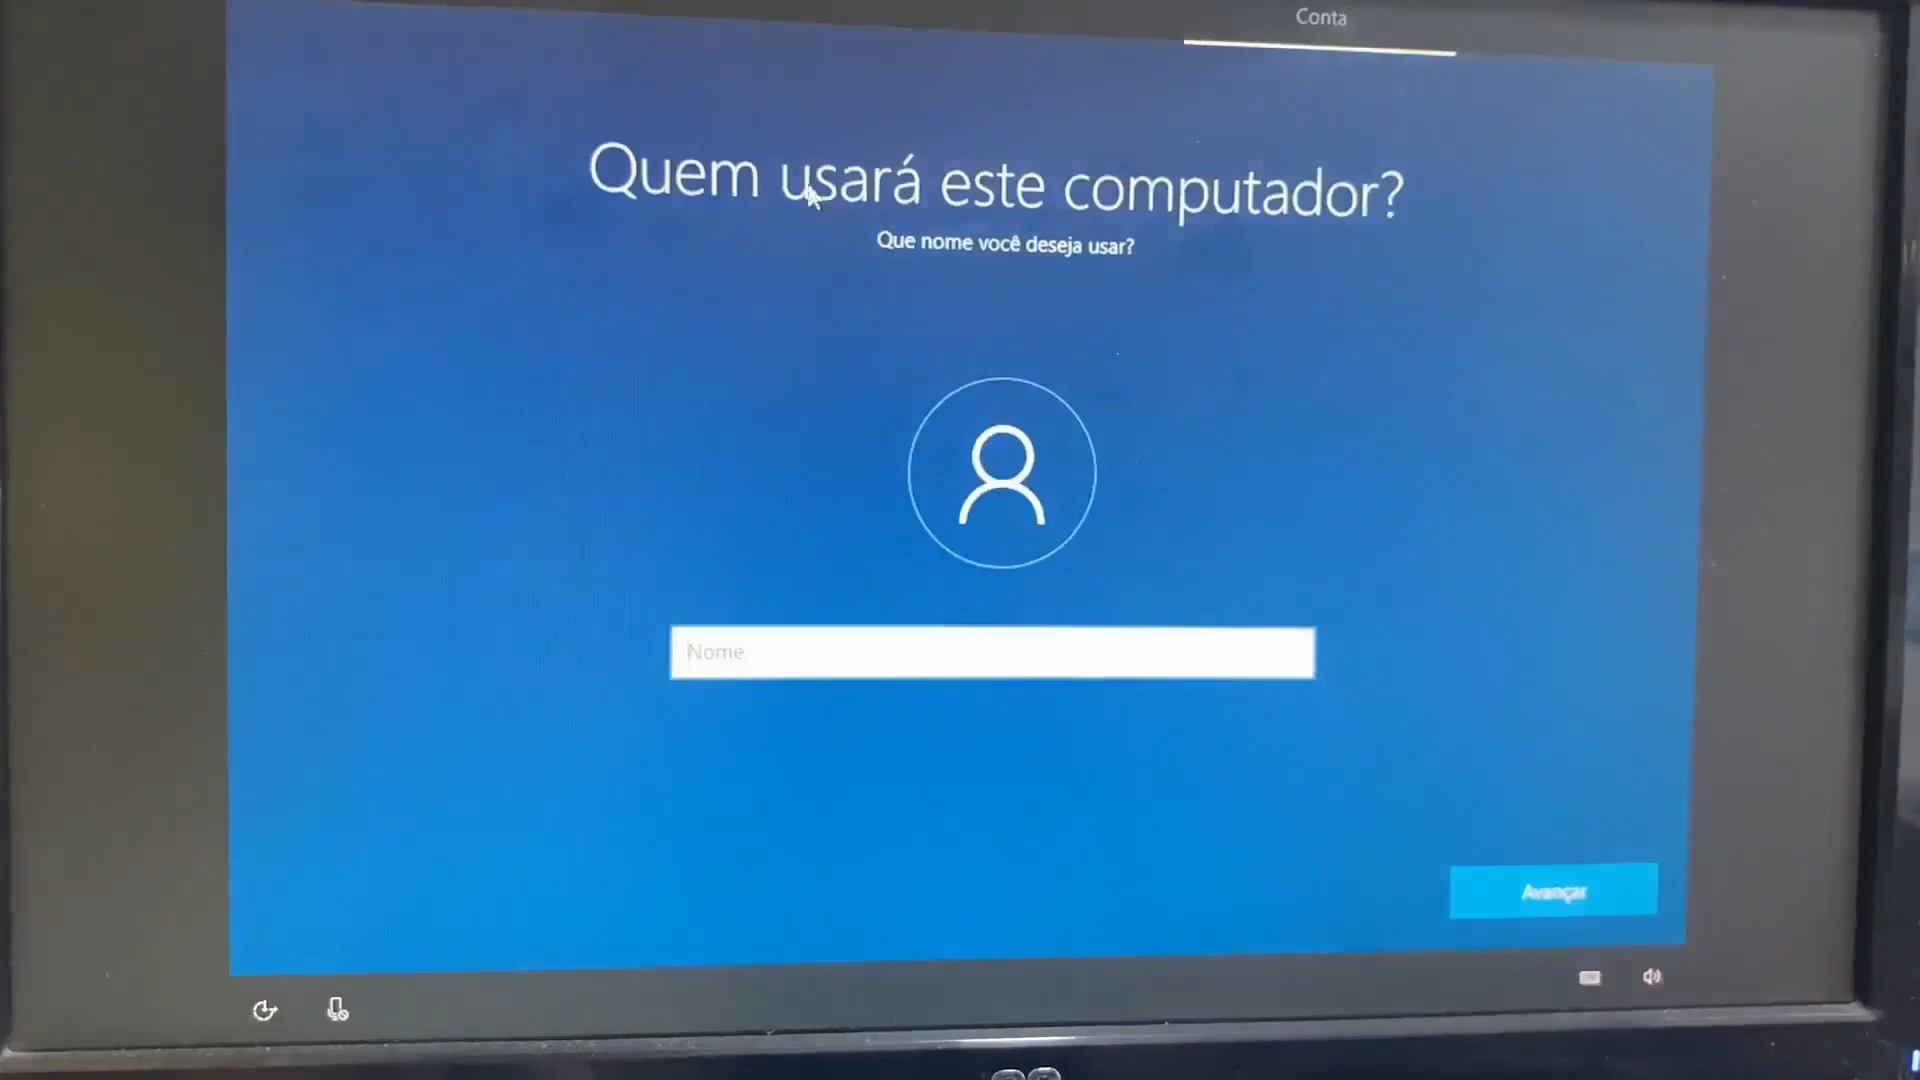 Conta
Quem usará este computador?
Que nome você deseja usar?
Nome
Avançar